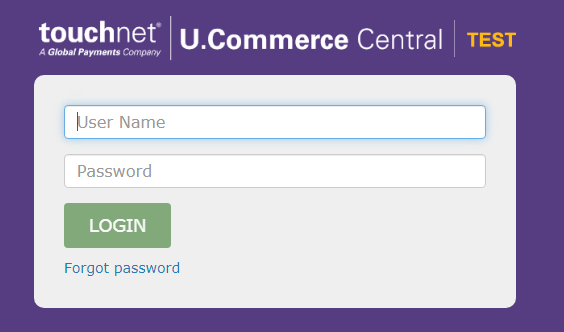 touchnet®
A Global Payments Company
U.Commerce Central
TEST
User Name
Password
LOGIN
Forgot password